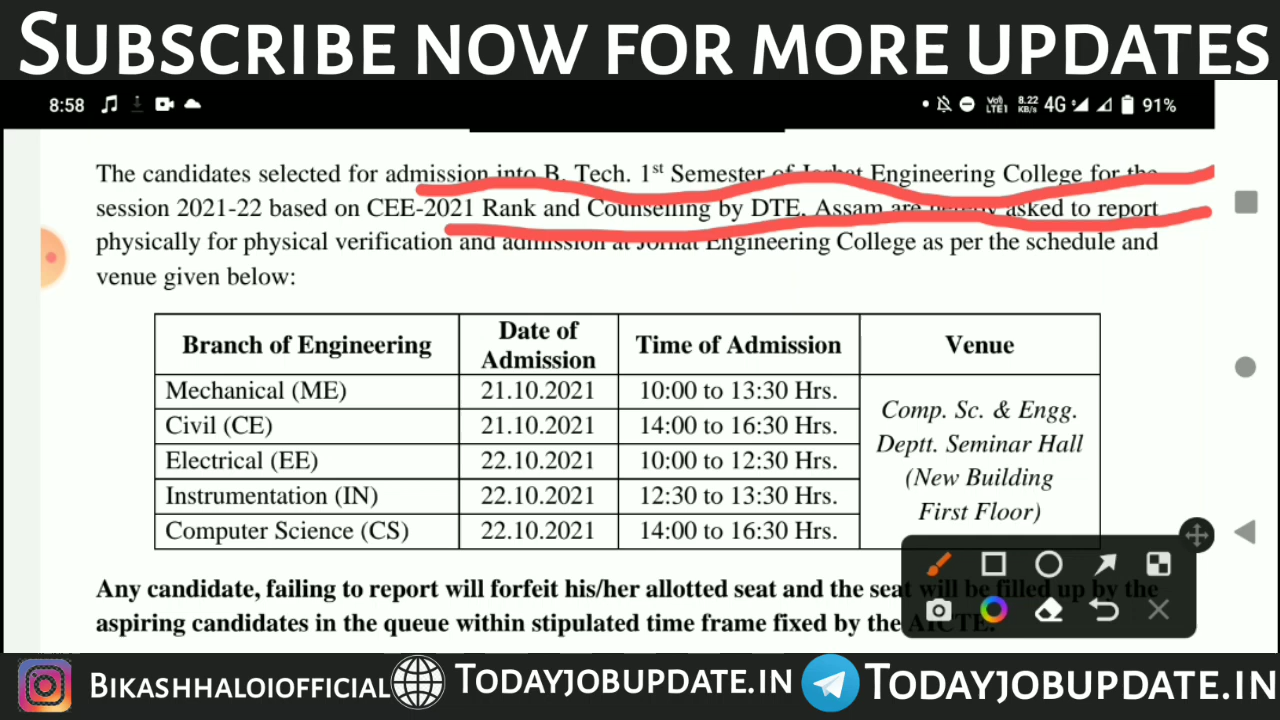 SUBSCRIBE NOW FOR MORE UPDATES
8:58 VoD LTE1 8.22 KB/s 4G 91%
The candidates selected for admission into B. Tech. 1st Semester of Jorhat Engineering College for the
session 2021-22 based on CEE-2021 Rank and Counselling by DTE, Assam are hereby asked to report
physically for physical verification and admission at Jorhat Engineering College as per the schedule and
venue given below:
Branch of Engineering Date of Admission Time of Admission Venue
Mechanical (ME) 21.10.2021 10:00 to 13:30 Hrs.
Civil (CE) 21.10.2021 14:00 to 16:30 Hrs.
Electrical (EE) 22.10.2021 10:00 to 12:30 Hrs.
Instrumentation (IN) 22.10.2021 12:30 to 13:30 Hrs.
Computer Science (CS) 22.10.2021 14:00 to 16:30 Hrs.
Comp. Sc. & Engg.
Deptt. Seminar Hall
(New Building
First Floor)
Any candidate, failing to report will forfeit his/her allotted seat and the seat will be filled up by the
aspiring candidates in the queue within stipulated time frame fixed by the AICTE.
BIKASHHALOIOFFICIAL TODAYJOBUPDATE.IN TODAYJOBUPDATE.IN